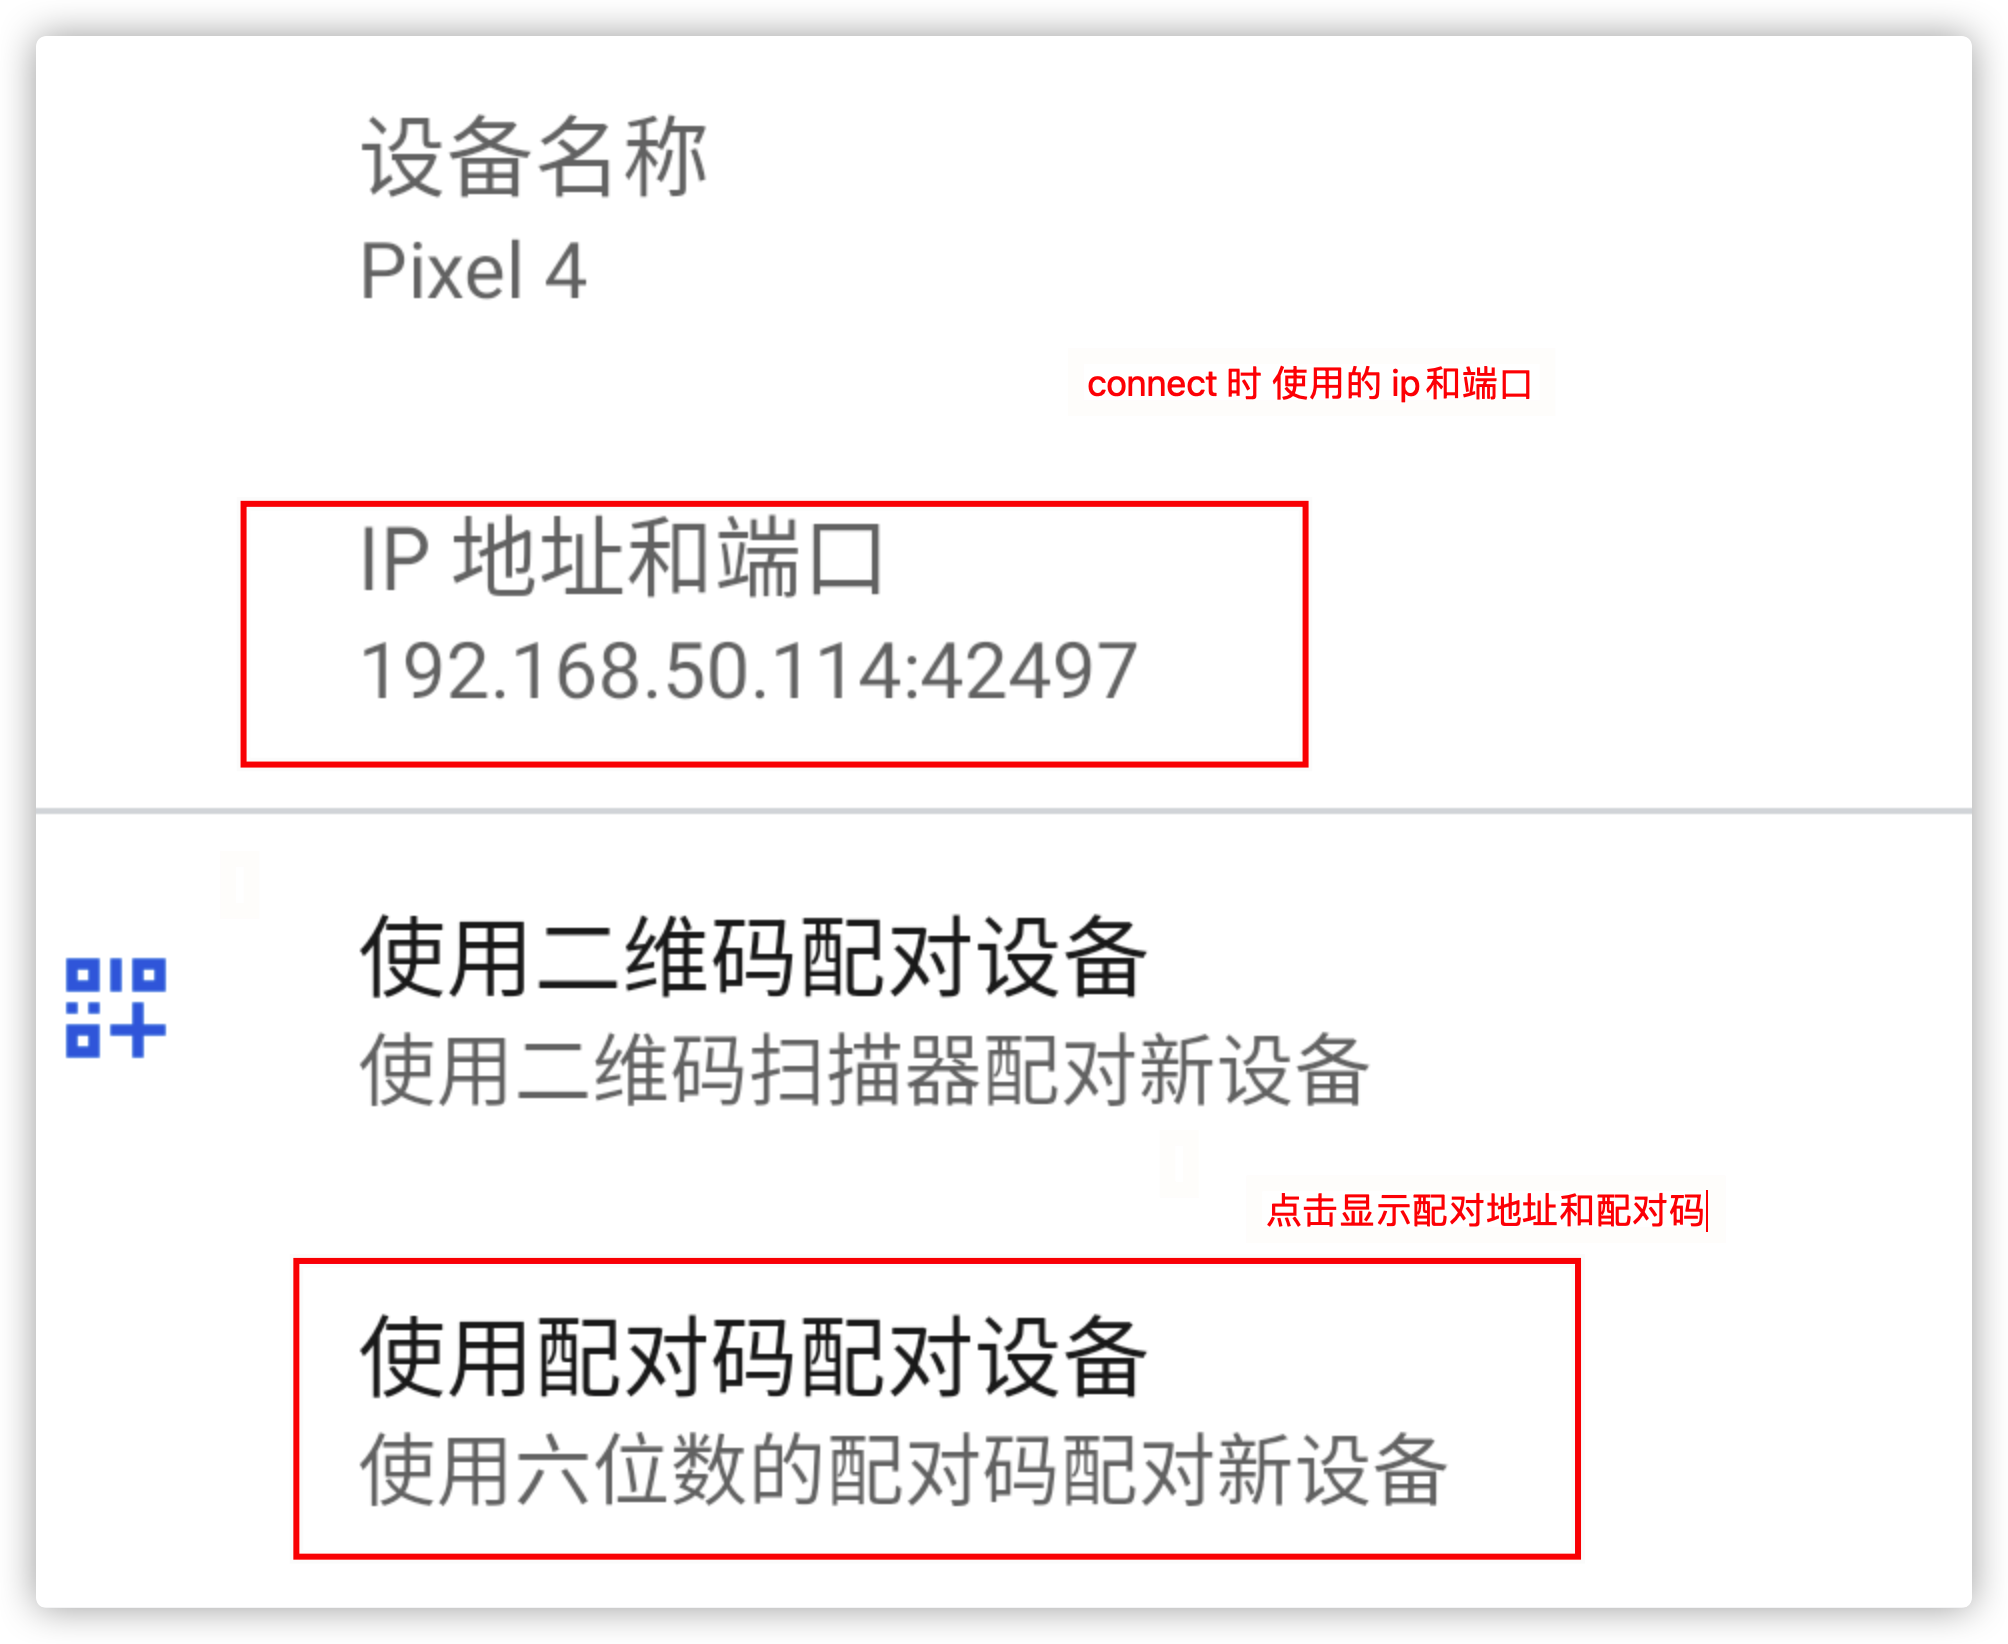 设备名称
Pixel 4
connect 时 使用的 ip 和端口
IP 地址和端口
192.168.50.114:42497
使用二维码配对设备
使用二维码扫描器配对新设备
点击显示配对地址和配对码
使用配对码配对设备
使用六位数的配对码配对新设备